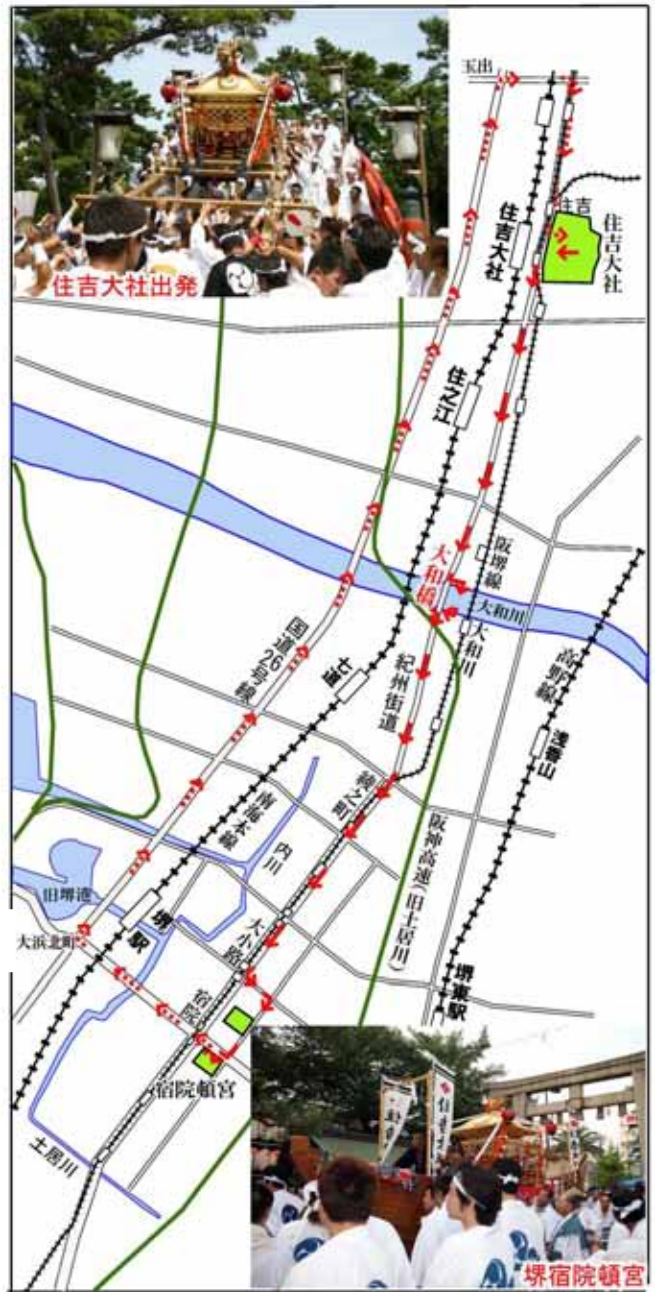 玉出
住吉
住吉大社
住吉大社
住吉大社出発
住之江
阪堺線
大和橋
大和川
大和川
国道26号線
七道
紀州街道
高野線
浅香山
綾之町
南海本線
内川
阪神高速(旧土居川)
旧堺港
堺駅
大小路
大浜北町
堺東駅
宿院
宿院頓宮
土居川
堺宿院頓宮